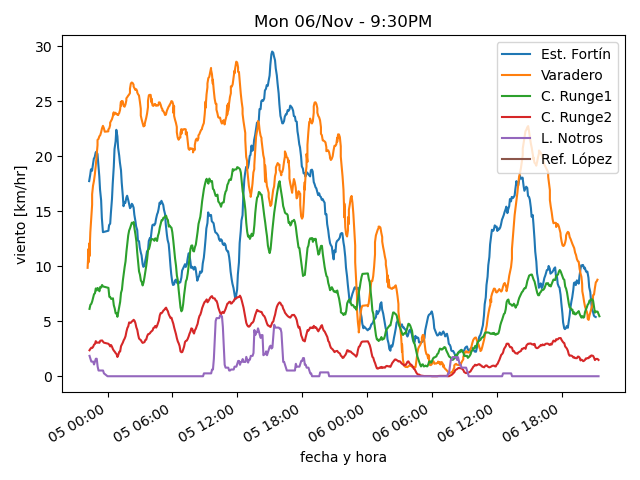 Mon 06/Nov - 9:30PM
viento [km/hr]
30
25
20
15
10
5
0
Est. Fortín
Varadero
C. Runge1
C. Runge2
L. Notros
Ref. López
05 00:00
05 06:00
05 12:00
05 18:00
06 00:00
06 06:00
06 12:00
06 18:00
fecha y hora